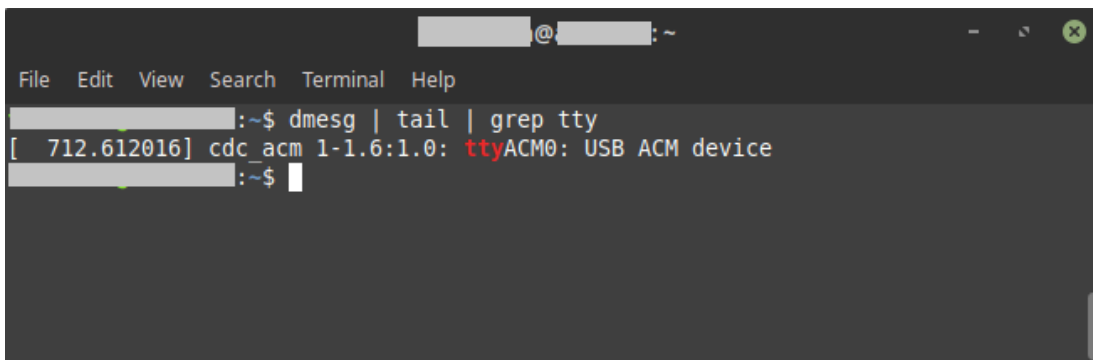 @ :~
File Edit View Search Terminal Help
:~$ dmesg | tail | grep tty
[  712.612016] cdc_acm 1-1.6:1.0: ttyACM0: USB ACM device
:~$